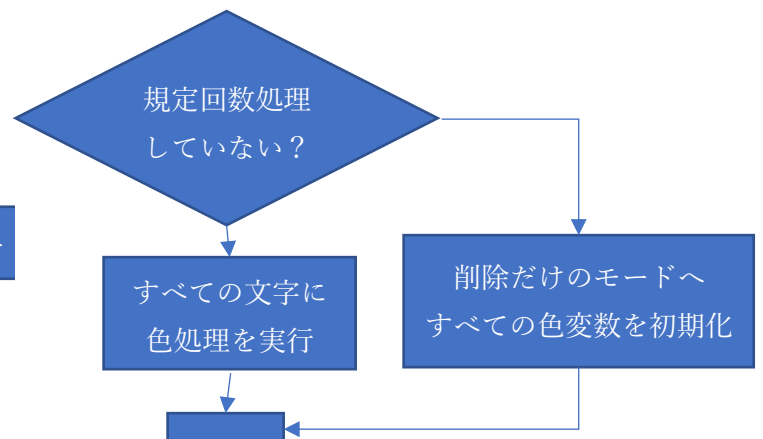 規定回数処理
していない？
すべての文字に
色処理を実行
削除だけのモードへ
すべての色変数を初期化